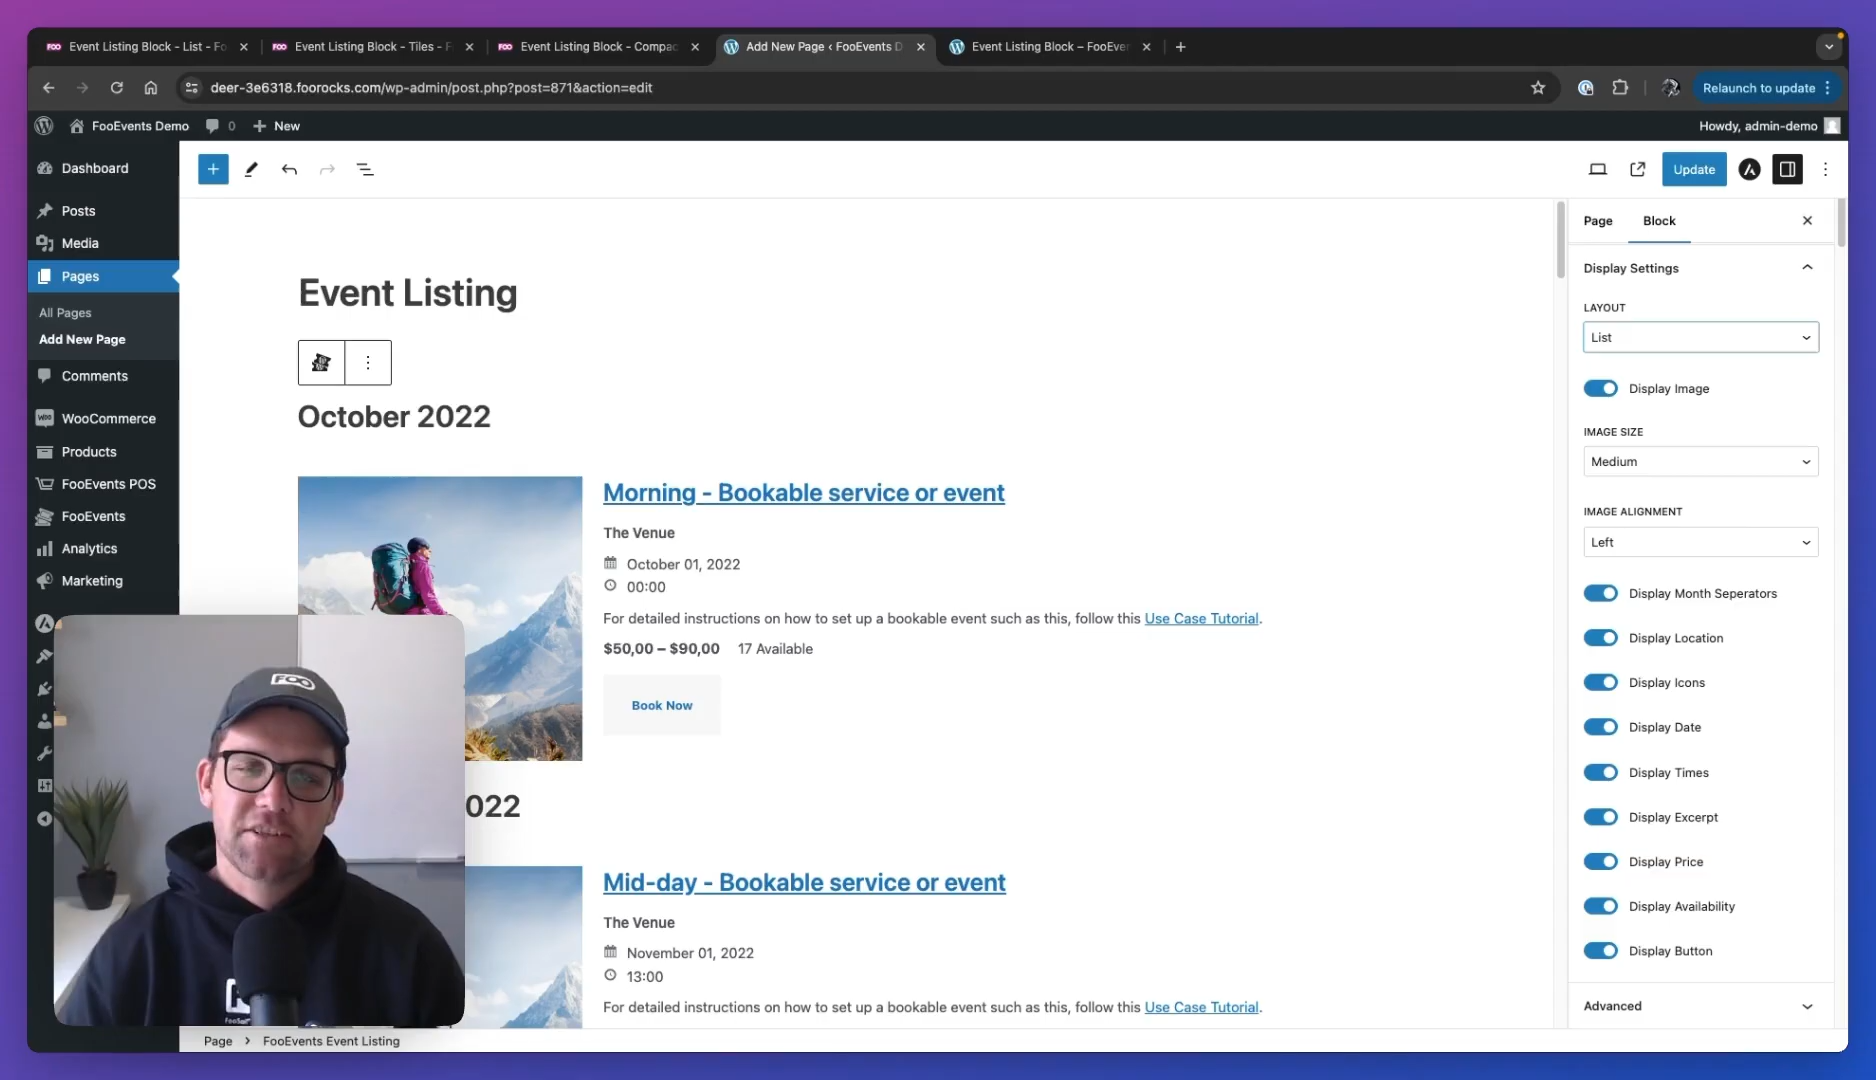 Event Listing Block - List - Fo
Event Listing Block - Tiles - F
Event Listing Block - Compac
Add New Page ‹ FooEvents D
Event Listing Block – FooEver
deer-3e6318.foorocks.com/wp-admin/post.php?post=871&action=edit
Relaunch to update
FooEvents Demo
0
New
Howdy, admin-demo
Dashboard
Posts
Media
Pages
All Pages
Add New Page
Comments
WooCommerce
Products
FooEvents POS
FooEvents
Analytics
Marketing
Update
Event Listing
October 2022
Morning - Bookable service or event
The Venue
October 01, 2022
00:00
For detailed instructions on how to set up a bookable event such as this, follow this Use Case Tutorial.
$50,00 – $90,00 17 Available
Book Now
022
Mid-day - Bookable service or event
The Venue
November 01, 2022
13:00
For detailed instructions on how to set up a bookable event such as this, follow this Use Case Tutorial.
FOO
Page › FooEvents Event Listing
Page
Block
Display Settings
LAYOUT
List
Display Image
IMAGE SIZE
Medium
IMAGE ALIGNMENT
Left
Display Month Seperators
Display Location
Display Icons
Display Date
Display Times
Display Excerpt
Display Price
Display Availability
Display Button
Advanced